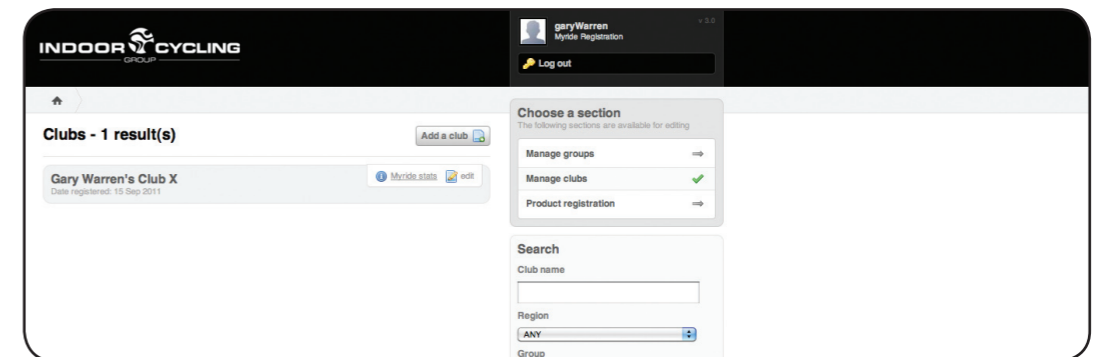 INDOOR CYCLING
GROUP
garyWarren
v 3.0
Myride Registration
Log out
Clubs - 1 result(s)
Add a club
Gary Warren's Club X
Date registered: 15 Sep 2011
Myride stats
edit
Choose a section
The following sections are available for editing
Manage groups
Manage clubs
Product registration
Search
Club name
Region
ANY
Group